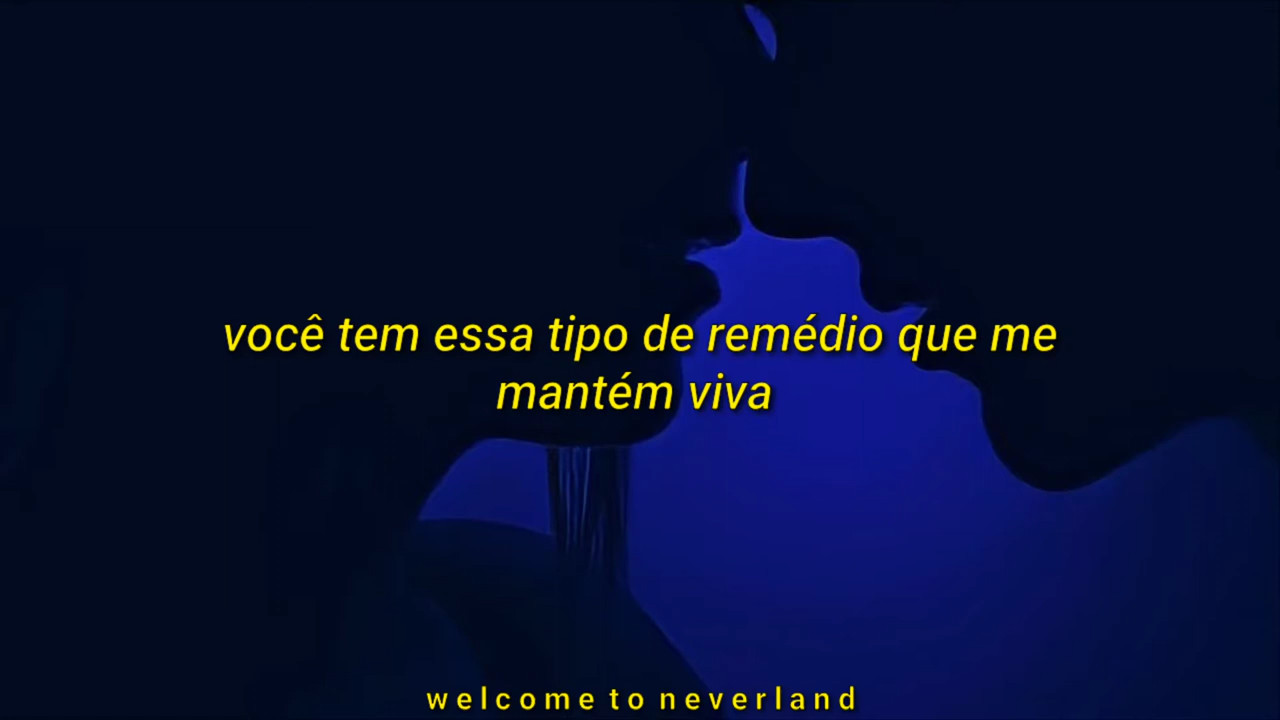 você tem essa tipo de remédio que me
mantém viva
welcome to neverland